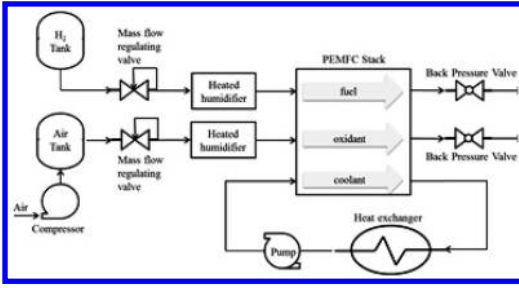 H2
Tank
Mass flow
regulating
valve
Heated
humidifier
PEMFC Stack
fuel
Back Pressure Valve
Air
Tank
Mass flow
regulating
valve
Heated
humidifier
oxidant
Back Pressure Valve
coolant
Air
Compressor
Pump
Heat exchanger